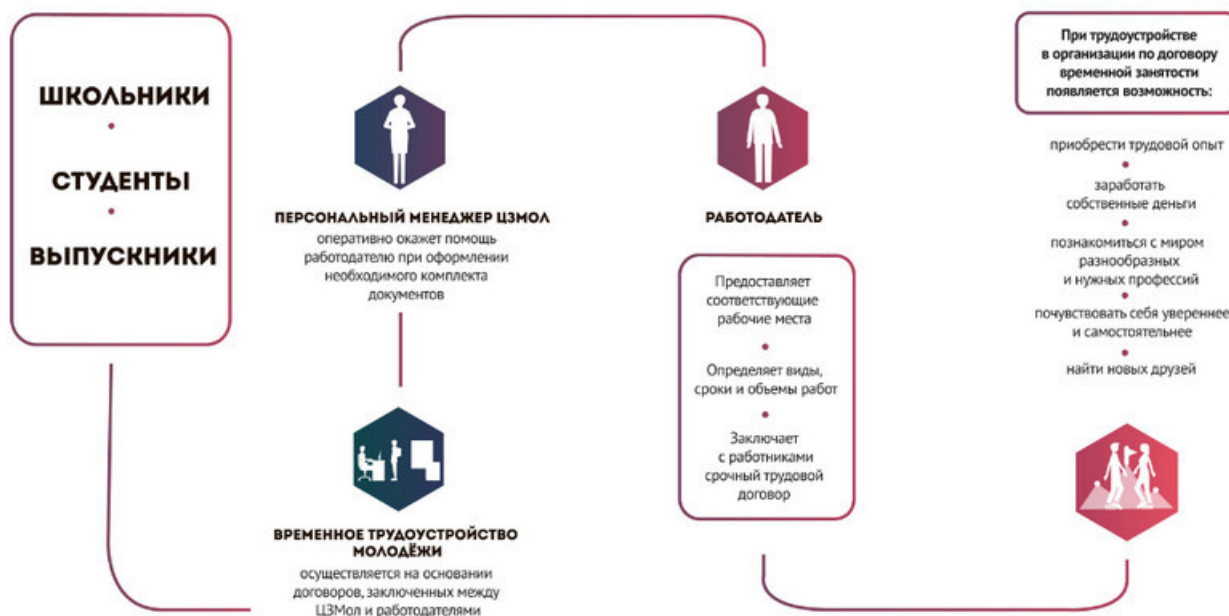 ШКОЛЬНИКИ
СТУДЕНТЫ
ВЫПУСКНИКИ
ПЕРСОНАЛЬНЫЙ МЕНЕДЖЕР ЦЗМОЛ
оперативно окажет помощь
работодателю при оформлении
необходимого комплекта
документов
ВРЕМЕННОЕ ТРУДОУСТРОЙСТВО
МОЛОДЁЖИ
осуществляется на основании
договоров, заключенных между
ЦЗМол и работодателями
РАБОТОДАТЕЛЬ
Предоставляет
соответствующие
рабочие места
Определяет виды,
сроки и объемы работ
Заключает
с работниками
срочный трудовой
договор
При трудоустройстве
в организации по договору
временной занятости
появляется возможность:
приобрести трудовой опыт
заработать
собственные деньги
познакомиться с миром
разнообразных
и нужных профессий
почувствовать себя увереннее
и самостоятельнее
найти новых друзей